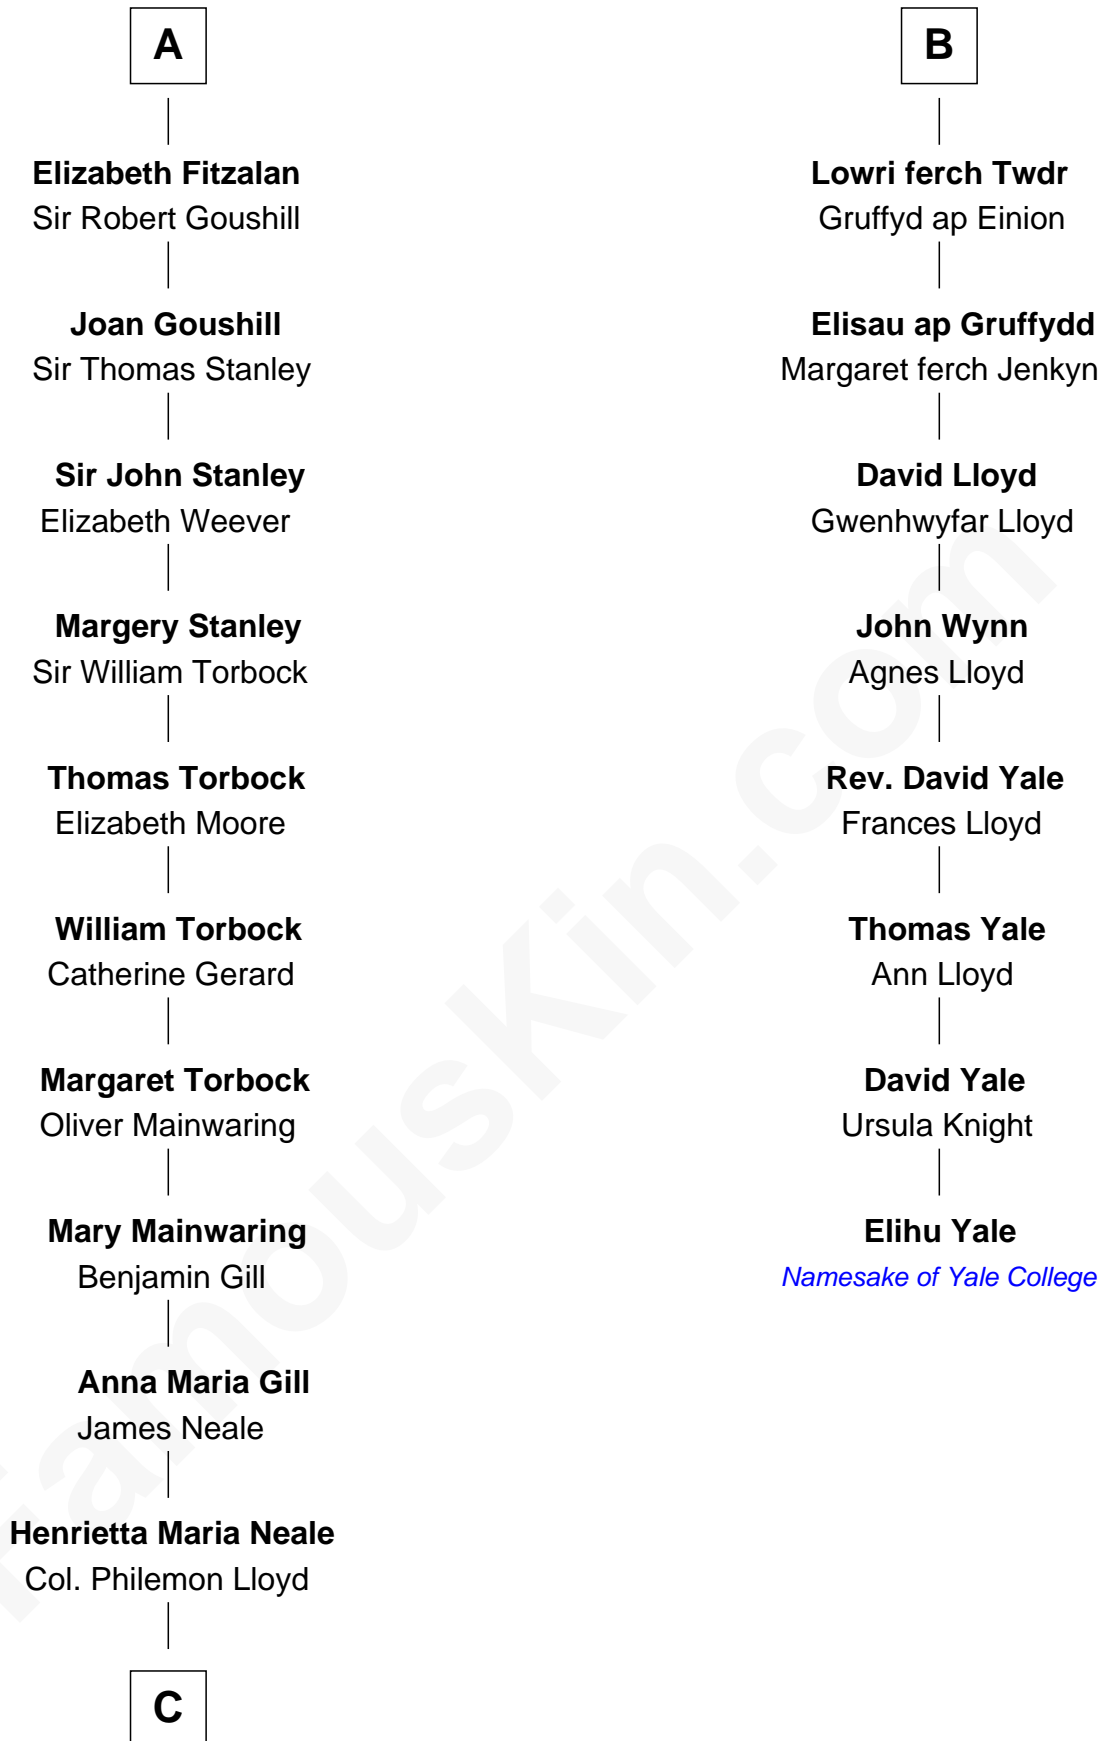 A
Elizabeth Fitzalan
Sir Robert Goushill
Joan Goushill
Sir Thomas Stanley
Sir John Stanley
Elizabeth Weever
Margery Stanley
Sir William Torbock
Thomas Torbock
Elizabeth Moore
William Torbock
Catherine Gerard
Margaret Torbock
Oliver Mainwaring
Mary Mainwaring
Benjamin Gill
Anna Maria Gill
James Neale
Henrietta Maria Neale
Col. Philemon Lloyd
C
B
Lowri ferch Twdr
Gruffyd ap Einion
Elisau ap Gruffydd
Margaret ferch Jenkyn
David Lloyd
Gwenhwyfar Lloyd
John Wynn
Agnes Lloyd
Rev. David Yale
Frances Lloyd
Thomas Yale
Ann Lloyd
David Yale
Ursula Knight
Elihu Yale
Namesake of Yale College
FamousKin.com